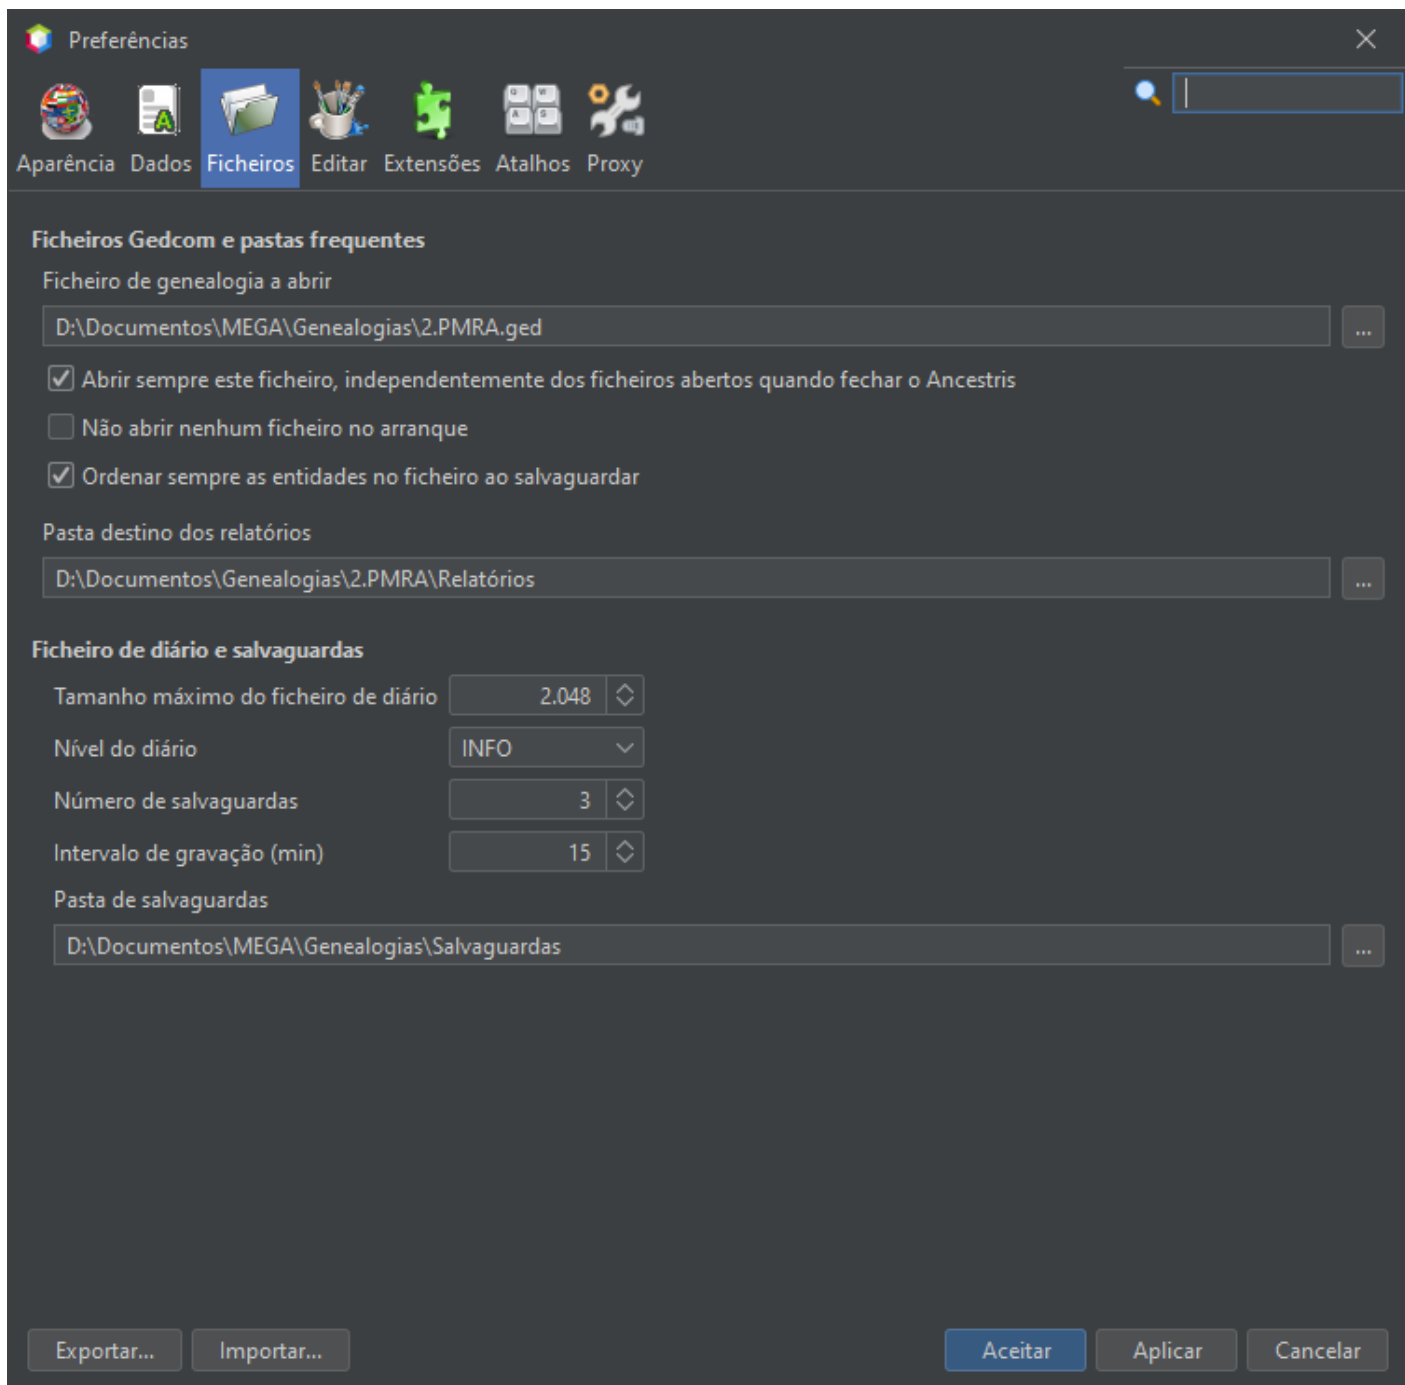 Preferências
Aparência Dados Ficheiros Editar Extensões Atalhos Proxy
Ficheiros Gedcom e pastas frequentes
Ficheiro de genealogia a abrir
D:\Documentos\MEGA\Genealogias\2.PMRA.ged ...
Abrir sempre este ficheiro, independentemente dos ficheiros abertos quando fechar o Ancestris
Não abrir nenhum ficheiro no arranque
Ordenar sempre as entidades no ficheiro ao salvaguardar
Pasta destino dos relatórios
D:\Documentos\Genealogias\2.PMRA\Relatórios ...
Ficheiro de diário e salvaguardas
Tamanho máximo do ficheiro de diário 2.048
Nível do diário INFO
Número de salvaguardas 3
Intervalo de gravação (min) 15
Pasta de salvaguardas
D:\Documentos\MEGA\Genealogias\Salvaguardas ...
Exportar... Importar... Aceitar Aplicar Cancelar